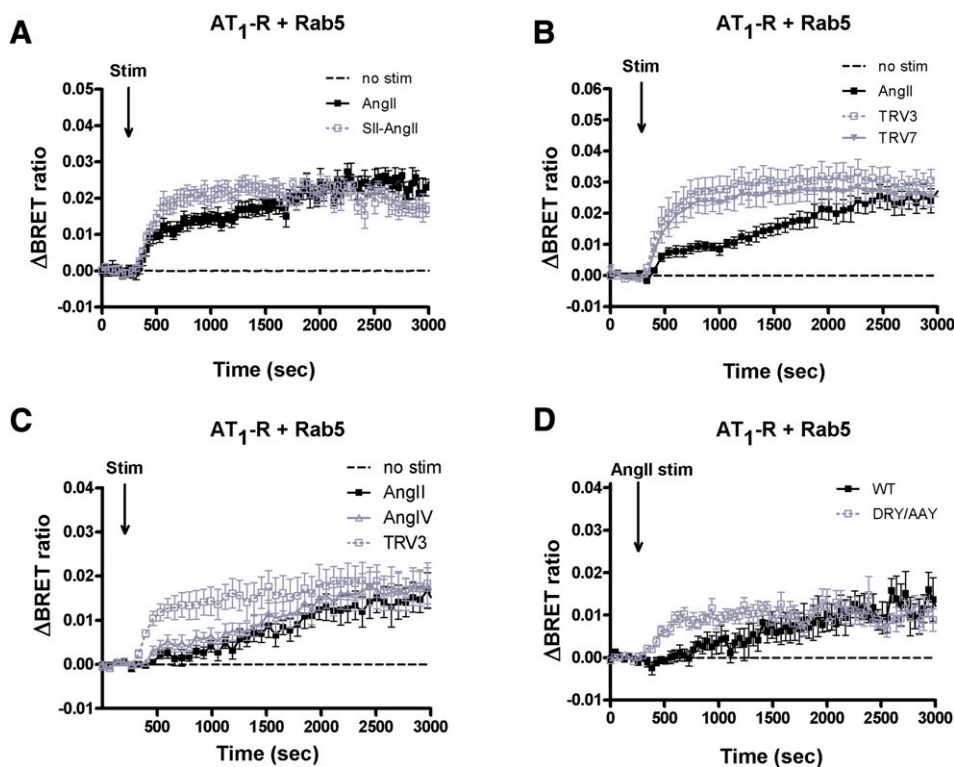 A
AT1-R + Rab5
Stim
no stim
AngII
SII-AngII
ΔBRET ratio
0.05
0.04
0.03
0.02
0.01
0.00
-0.01
0 500 1000 1500 2000 2500 3000
Time (sec)
B
AT1-R + Rab5
Stim
no stim
AngII
TRV3
TRV7
ΔBRET ratio
0.06
0.05
0.04
0.03
0.02
0.01
0.00
-0.01
0 500 1000 1500 2000 2500 3000
Time (sec)
C
AT1-R + Rab5
Stim
no stim
AngII
AngIV
TRV3
ΔBRET ratio
0.04
0.03
0.02
0.01
0.00
-0.01
500 1000 1500 2000 2500 3000
Time (sec)
D
AT1-R + Rab5
AngII stim
WT
DRY/AAY
ΔBRET ratio
0.04
0.03
0.02
0.01
0.00
-0.01
0 500 1000 1500 2000 2500 3000
Time (sec)